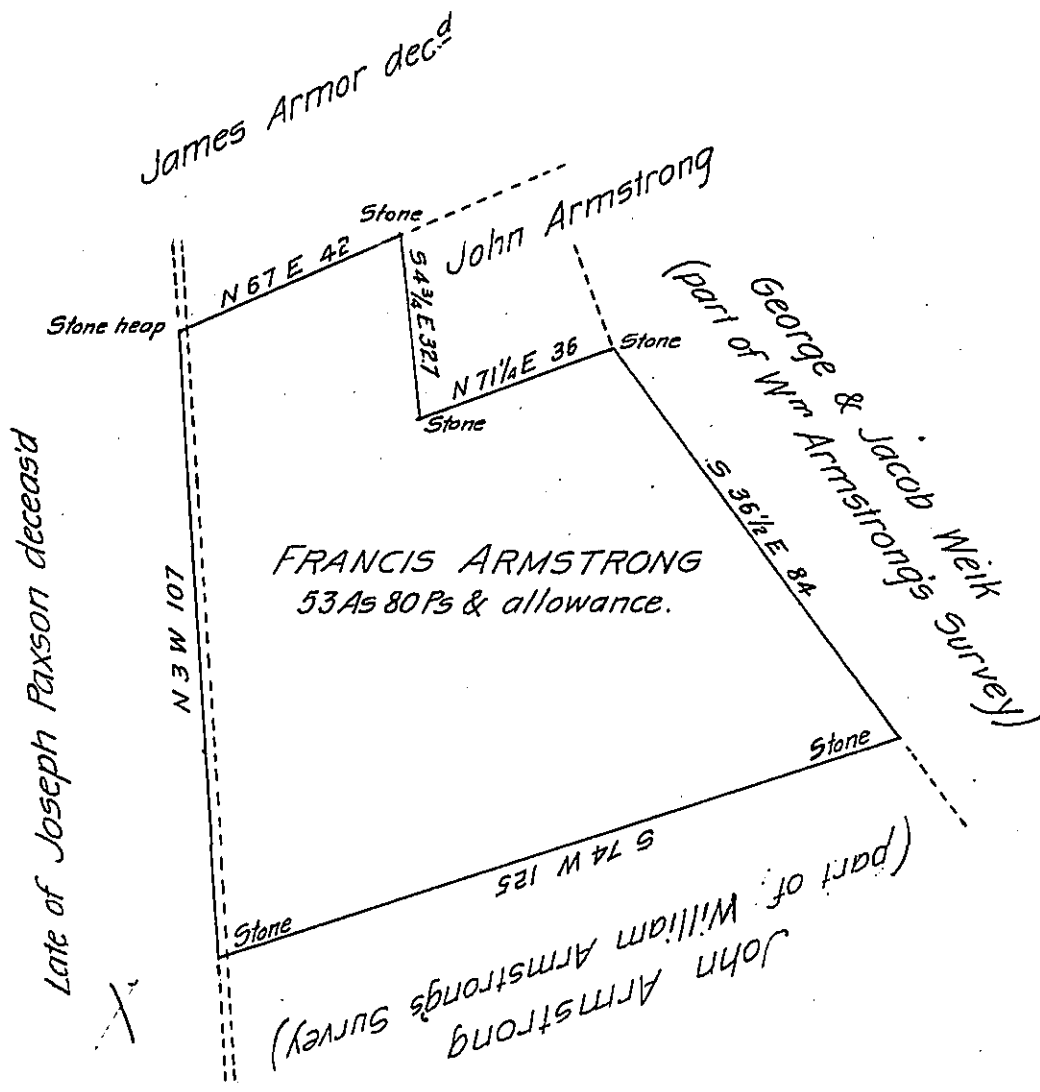 James Armor dec^d
Stone
John Armstrong
N 67 E 42
S 4¾ E 32.7
Stone heap
N 71¼ E 36
Stone
Stone
George & Jacob Weik
(part of W^m Armstrong's Survey)
S 36½ E 84
Late of Joseph Paxson deceas'd
N 3 W 107
FRANCIS ARMSTRONG
53 As 80 Ps & allowance.
Stone
S 74 W 125
Stone
John Armstrong
(part of William Armstrong's Survey)